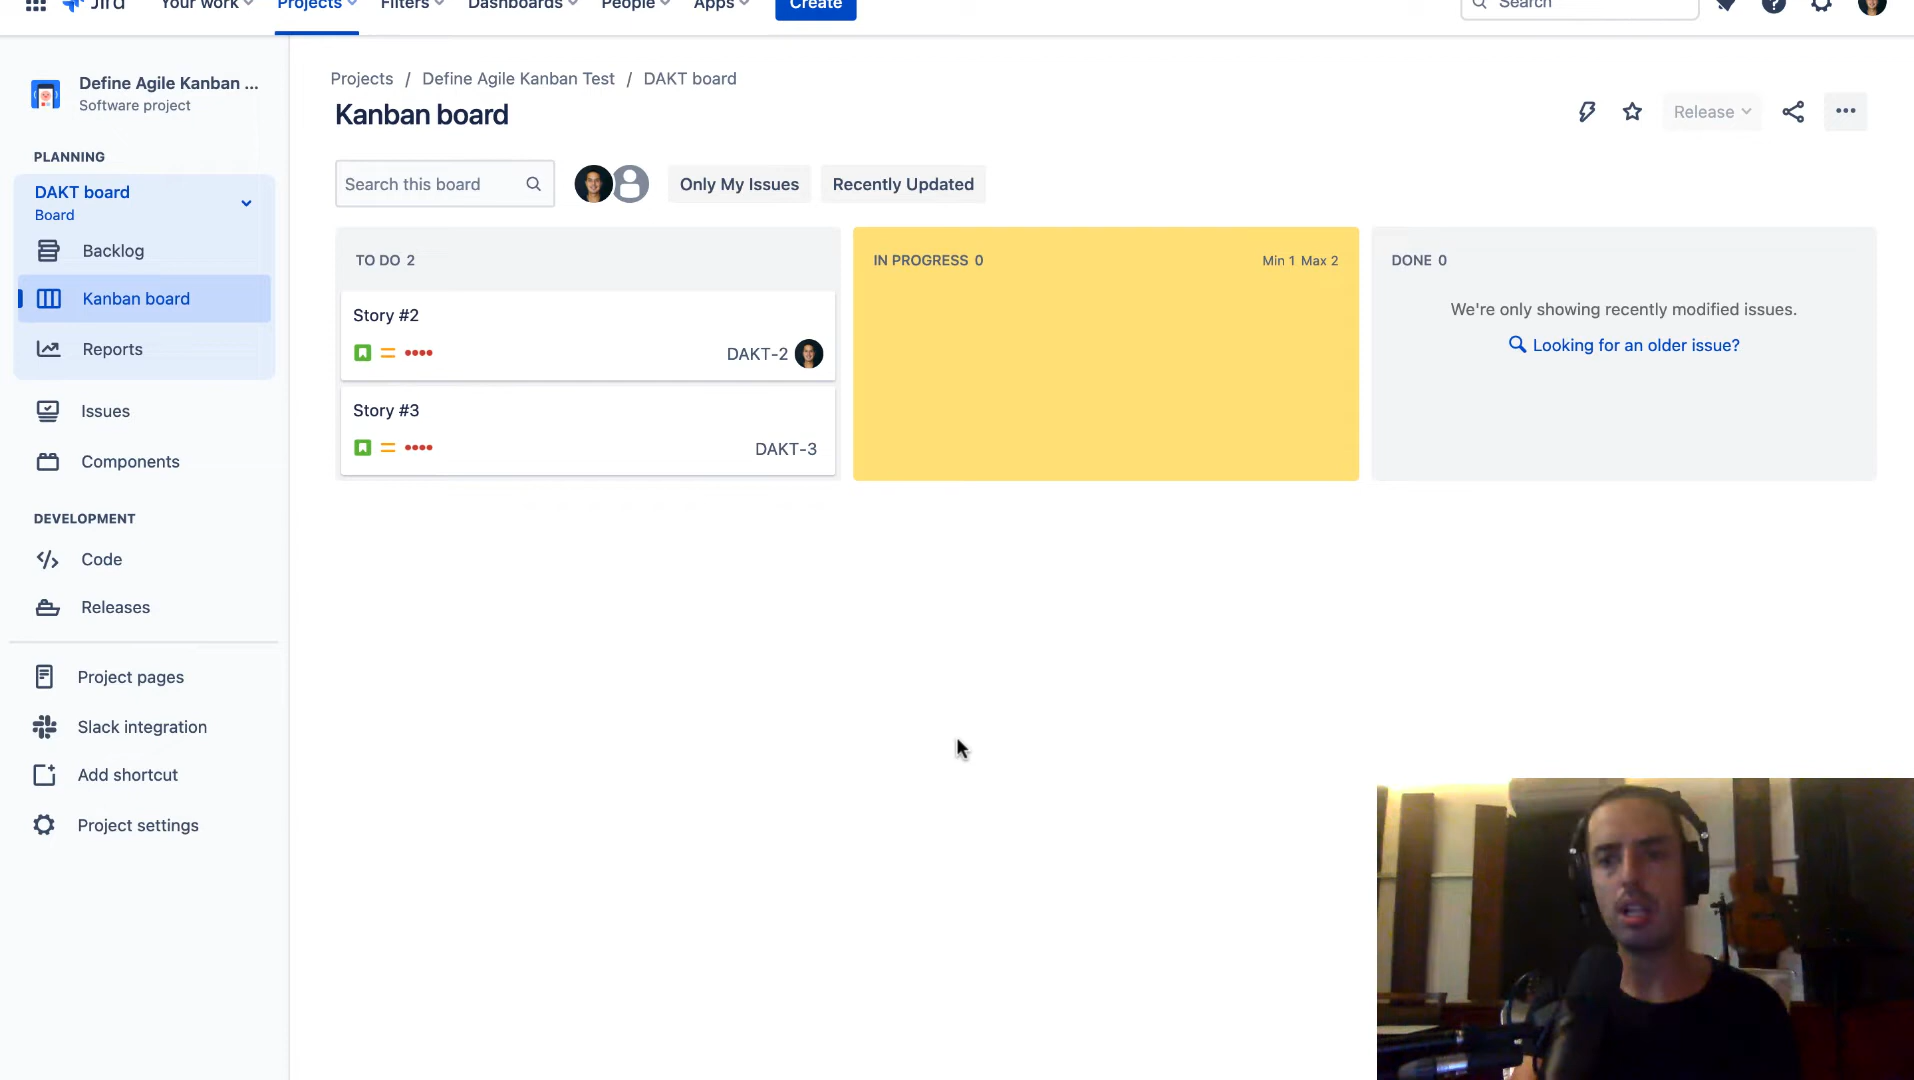 Jira Your work Projects Filters Dashboards People Apps Create Search
Define Agile Kanban ...
Software project
PLANNING
DAKT board
Board
Backlog
Kanban board
Reports
Issues
Components
DEVELOPMENT
Code
Releases
Project pages
Slack integration
Add shortcut
Project settings
Projects / Define Agile Kanban Test / DAKT board
Kanban board
Release
Search this board
Only My Issues
Recently Updated
TO DO 2
Story #2
DAKT-2
Story #3
DAKT-3
IN PROGRESS 0
Min 1 Max 2
DONE 0
We're only showing recently modified issues.
Looking for an older issue?